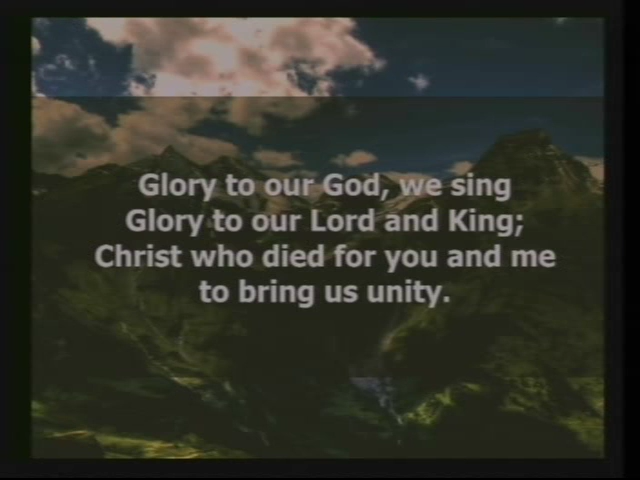 Glory to our God, we sing
Glory to our Lord and King;
Christ who died for you and me
to bring us unity.